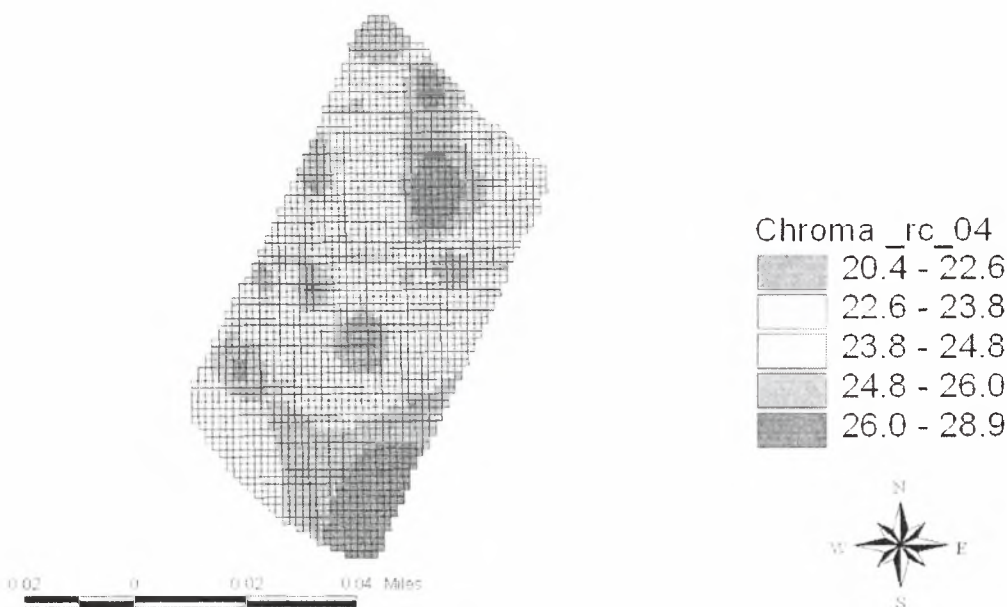 Chroma _rc_04
20.4 - 22.6
22.6 - 23.8
23.8 - 24.8
24.8 - 26.0
26.0 - 28.9
N
W E
S
0.02 0 0.02 0.04 Miles